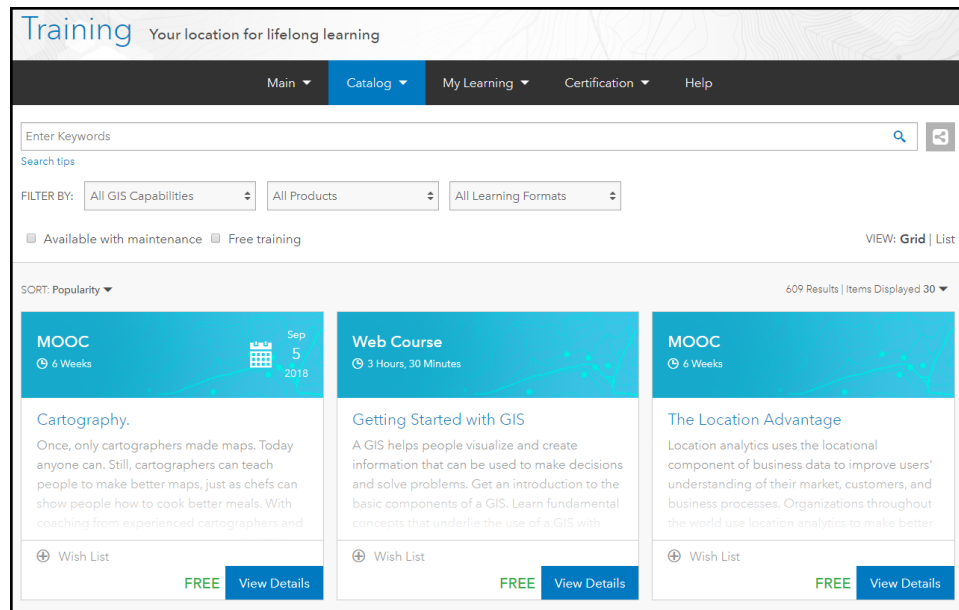 Training Your location for lifelong learning
Main Catalog My Learning Certification Help
Enter Keywords
Search tips
FILTER BY: All GIS Capabilities All Products All Learning Formats
Available with maintenance Free training VIEW: Grid | List
SORT: Popularity 609 Results | Items Displayed 30
MOOC
6 Weeks
Sep
5
2018
Cartography.
Once, only cartographers made maps. Today
anyone can. Still, cartographers can teach
people to make better maps, just as chefs can
show people how to cook better meals. With
coaching from experienced cartographers and
Wish List
FREE View Details
Web Course
3 Hours, 30 Minutes
Getting Started with GIS
A GIS helps people visualize and create
information that can be used to make decisions
and solve problems. Get an introduction to the
basic components of a GIS. Learn fundamental
concepts that underlie the use of a GIS with
Wish List
FREE View Details
MOOC
6 Weeks
The Location Advantage
Location analytics uses the locational
component of business data to improve users'
understanding of their market, customers, and
business processes. Organizations throughout
the world use location analytics to make better
Wish List
FREE View Details